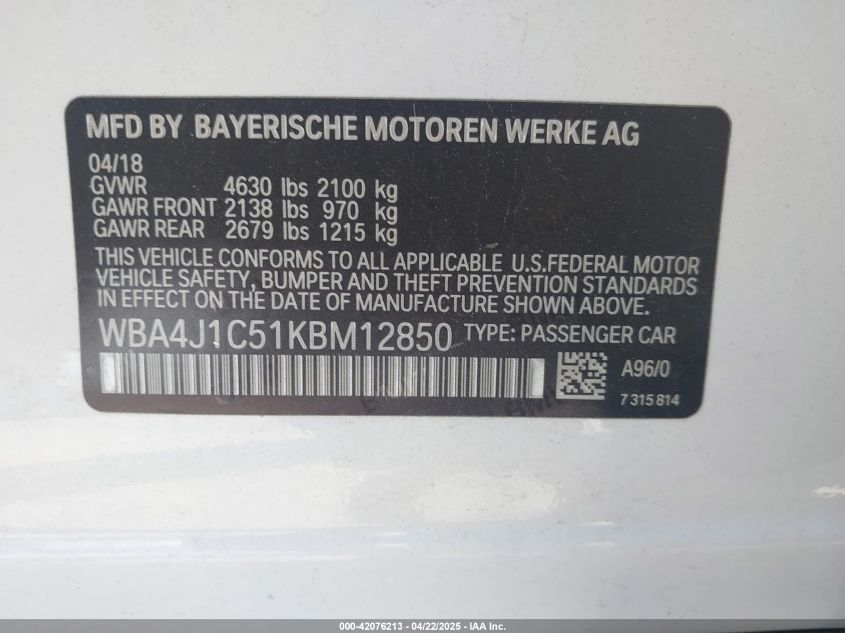 MFD BY BAYERISCHE MOTOREN WERKE AG
04/18
GVWR 4630 lbs 2100 kg
GAWR FRONT 2138 lbs 970 kg
GAWR REAR 2679 lbs 1215 kg
THIS VEHICLE CONFORMS TO ALL APPLICABLE U.S.FEDERAL MOTOR
VEHICLE SAFETY, BUMPER AND THEFT PREVENTION STANDARDS
IN EFFECT ON THE DATE OF MANUFACTURE SHOWN ABOVE.
WBA4J1C51KBM12850 TYPE: PASSENGER CAR
A96/0
7 315 814
000-42076213 - 04/22/2025 - IAA Inc.